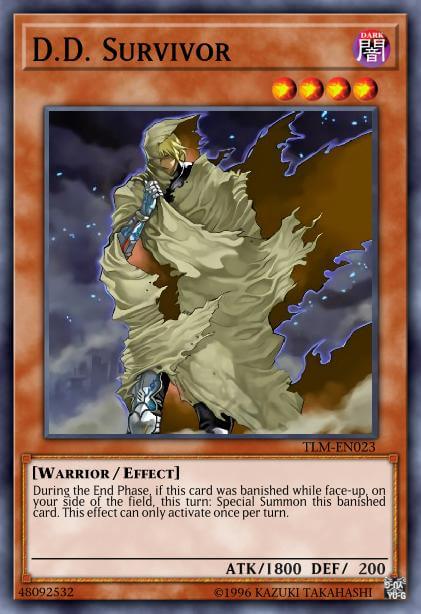 D.D. SURVIVOR
DARK
闇
TLM-EN023
[WARRIOR / EFFECT]
During the End Phase, if this card was banished while face-up, on
your side of the field, this turn: Special Summon this banished
card. This effect can only activate once per turn.
ATK/1800 DEF/ 200
48092532
©1996 KAZUKI TAKAHASHI